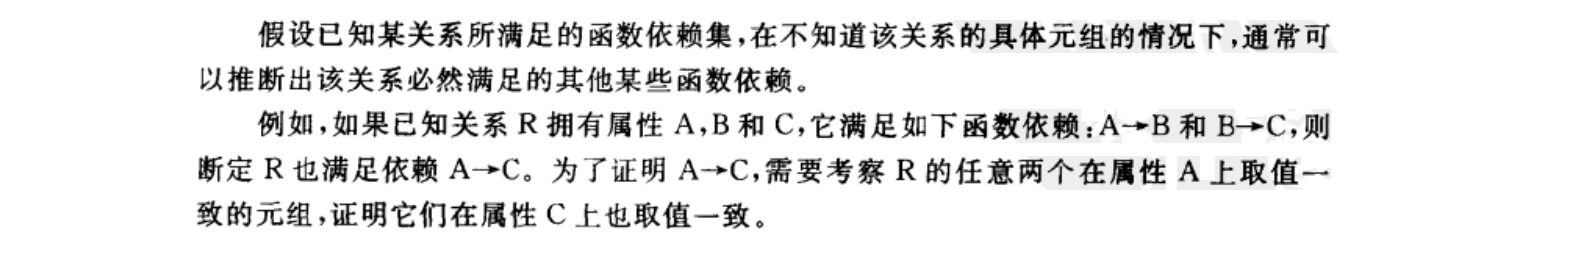 假设已知某关系所满足的函数依赖集,在不知道该关系的具体元组的情况下,通常可
以推断出该关系必然满足的其他某些函数依赖。
例如,如果已知关系 R 拥有属性 A,B 和 C,它满足如下函数依赖:A→B 和 B→C,则
断定 R 也满足依赖 A→C。为了证明 A→C,需要考察 R 的任意两个在属性 A 上取值一
致的元组,证明它们在属性 C 上也取值一致。